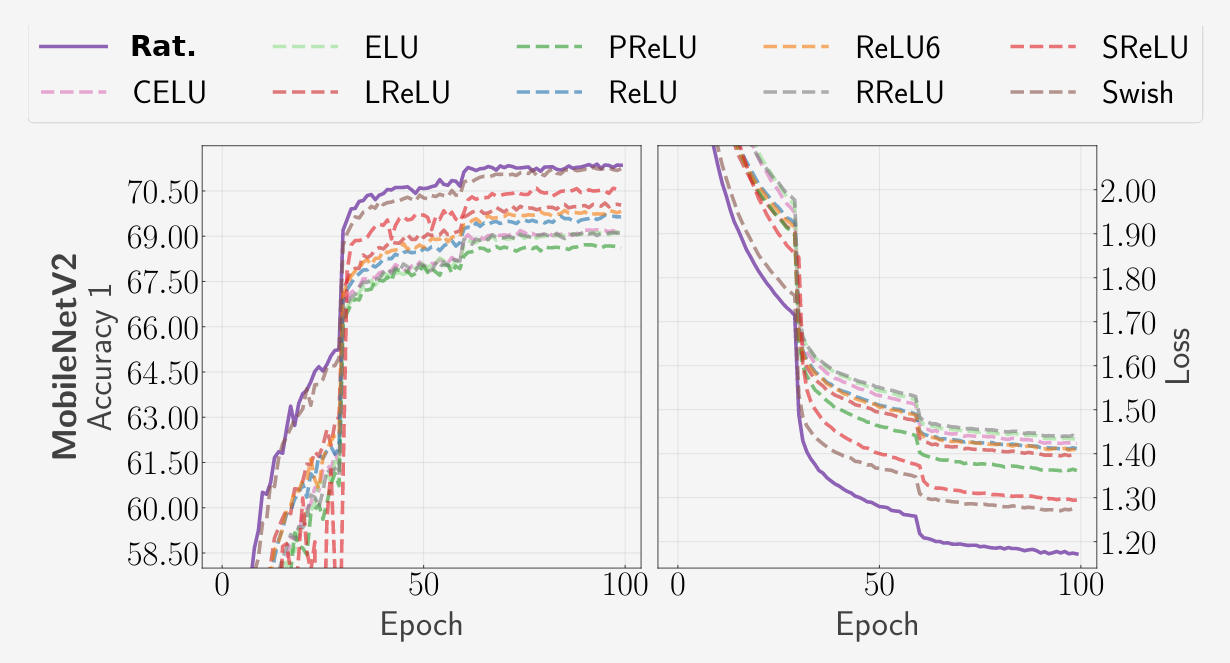 Rat. ELU PReLU ReLU6 SReLU
CELU LReLU ReLU RReLU Swish
MobileNetV2
Accuracy 1
70.50
69.00
67.50
66.00
64.50
63.00
61.50
60.00
58.50
0 50 100
Epoch
2.00
1.90
1.80
1.70
1.60
1.50
1.40
1.30
1.20
Loss
0 50 100
Epoch